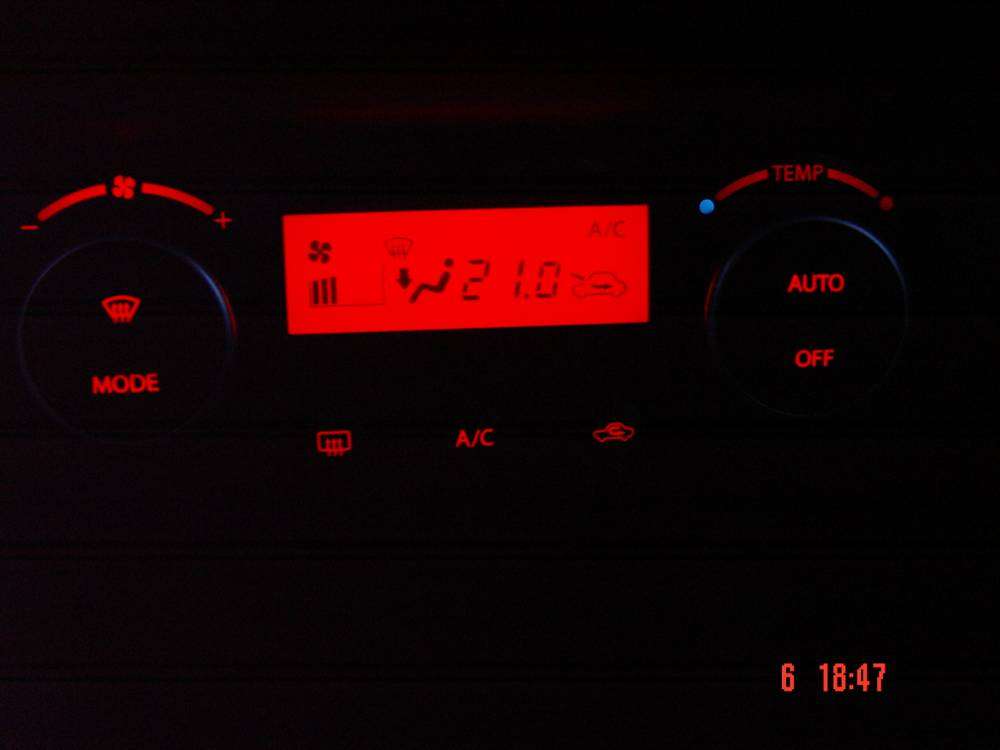 TEMP
A/C
21.0
AUTO
OFF
MODE
A/C
6 18:47